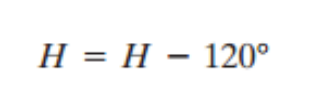 H = H − 120°